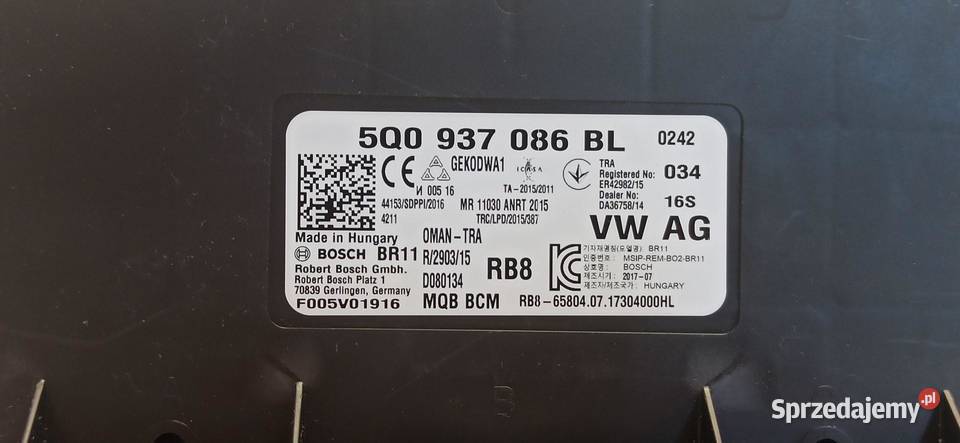 5Q0 937 086 BL 0242
CE GEKODWA1 ICASA
И 005 16
TA-2015/2011
44153/SDPPI/2016
4211
MR 11030 ANRT 2015
TRC/LPD/2015/387
TRA
Registered No: 034
ER42982/15
Dealer No:
DA36758/14 16S
VW AG
Made in Hungary
BOSCH BR11
Robert Bosch Gmbh.
Robert Bosch Platz 1
70839 Gerlingen, Germany
F005V01916
OMAN-TRA
R/2903/15
D080134
MQB BCM
RB8
기자재명칭(모델명) BR11
인증번호: MSIP-REM-BO2-BR11
상호명: BOSCH
제조시기: 2017-07
제조자/제조국가: HUNGARY
RB8-65804.07.17304000HL
Sprzedajemy.pl